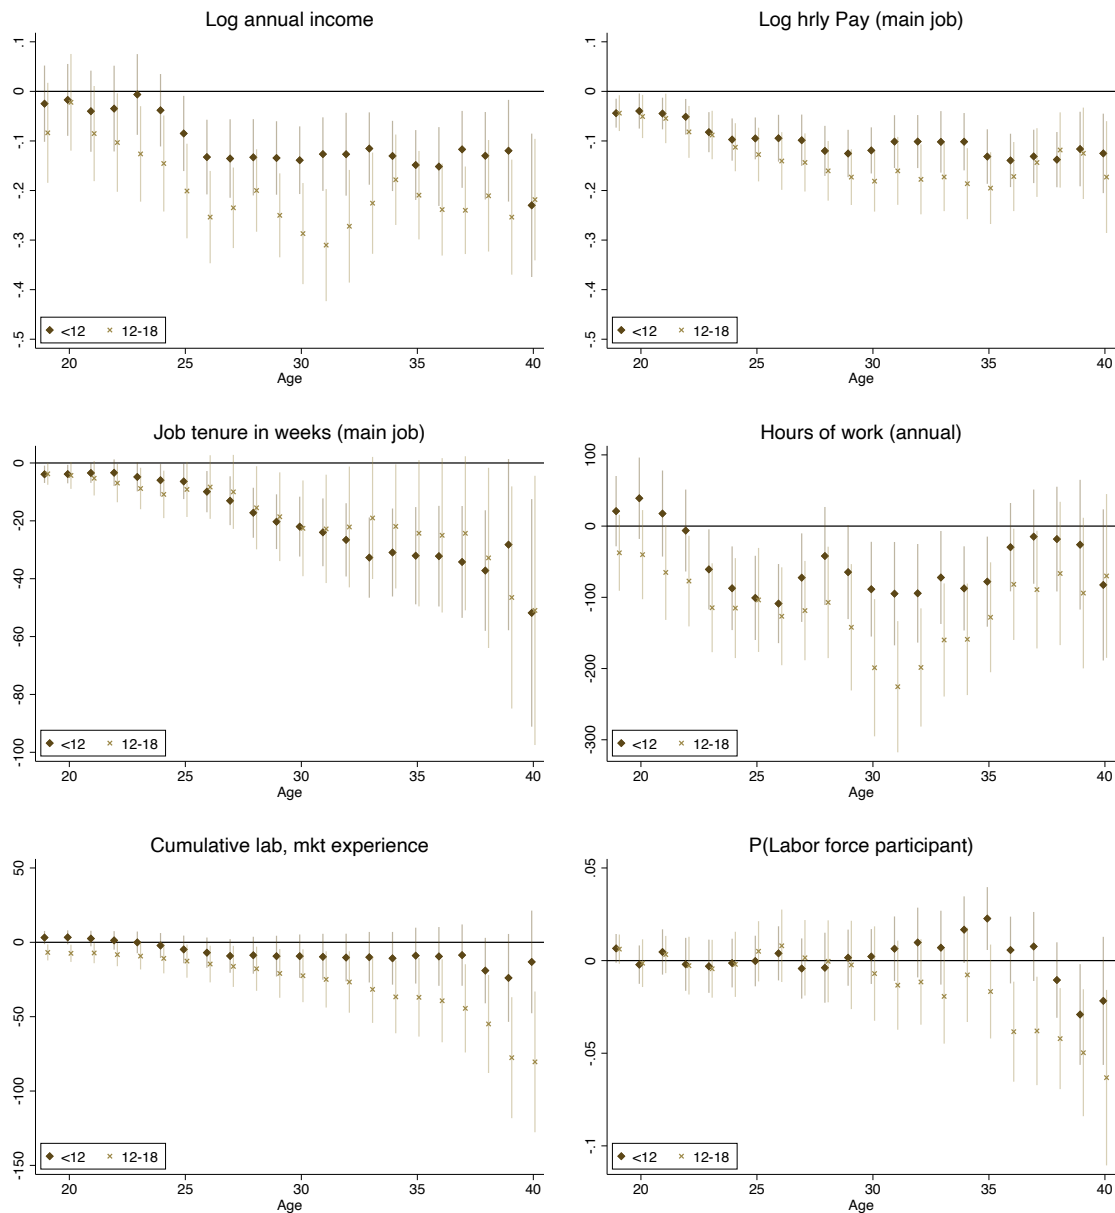 Log annual income
.1
0
-.1
-.2
-.3
-.4
-.5
<12 12-18
20 25 30 35 40
Age
Log hrly Pay (main job)
.1
0
-.1
-.2
-.3
-.4
-.5
<12 12-18
20 25 30 35 40
Age
Job tenure in weeks (main job)
0
-20
-40
-60
-80
-100
<12 12-18
20 25 30 35 40
Age
Hours of work (annual)
100
0
-100
-200
-300
<12 12-18
20 25 30 35 40
Age
Cumulative lab, mkt experience
50
0
-50
-100
-150
<12 12-18
20 25 30 35 40
Age
P(Labor force participant)
.05
0
-.05
-.1
<12 12-18
20 25 30 35 40
Age